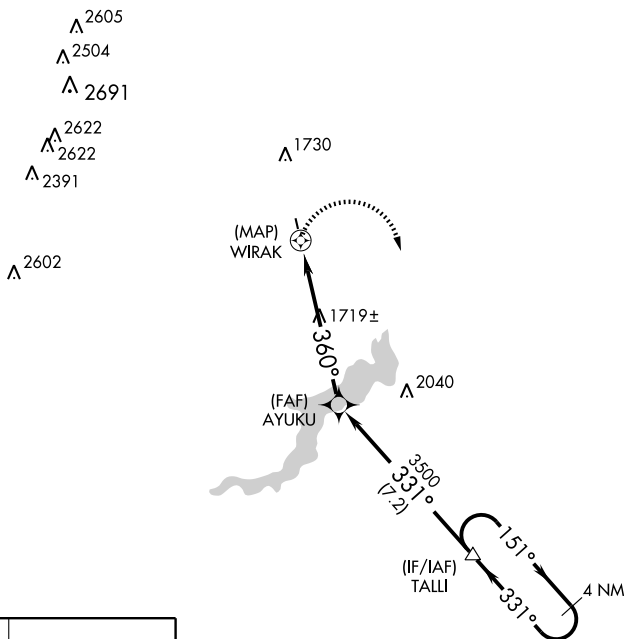 2605
2504
2691
2622
2622
2391
1730
(MAP)
WIRAK
2602
1719±
360°
2040
(FAF)
AYUKU
3500
331°
(7.2)
151°
(IF/IAF)
TALLI
4 NM
331°